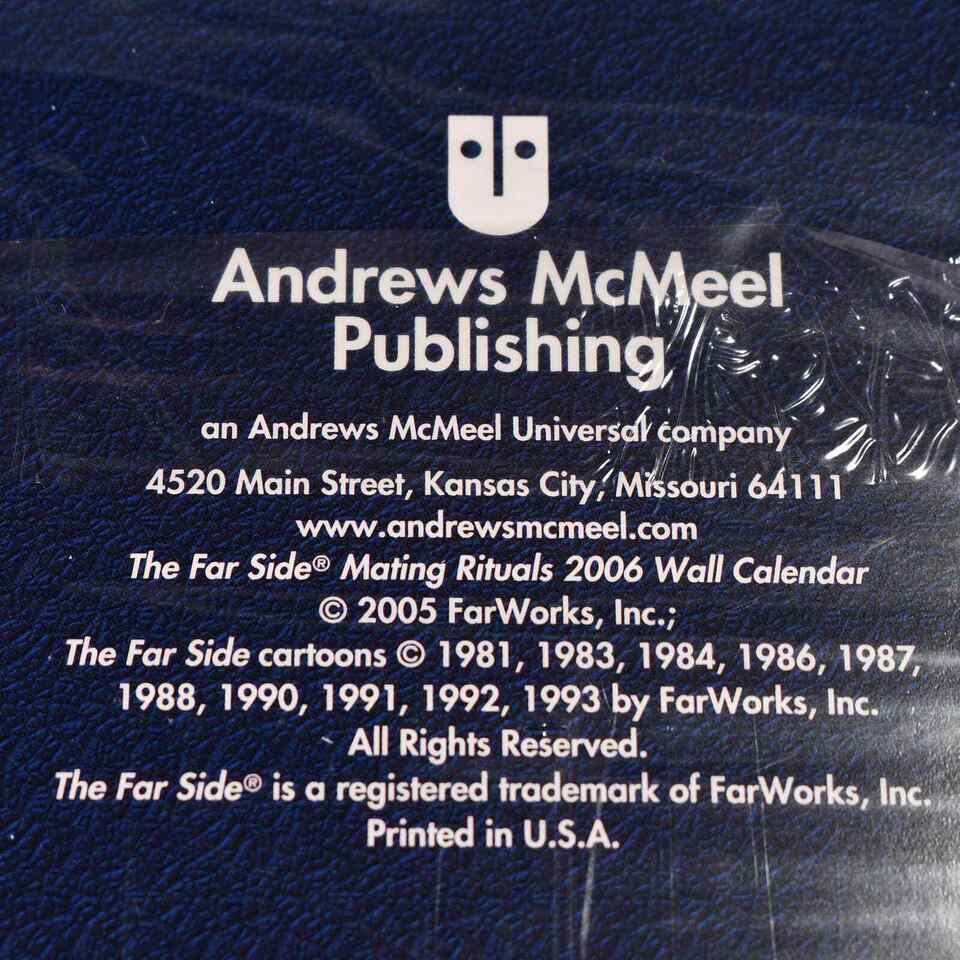 Andrews McMeel
Publishing
an Andrews McMeel Universal company
4520 Main Street, Kansas City, Missouri 64111
www.andrewsmcmeel.com
The Far Side® Mating Rituals 2006 Wall Calendar
© 2005 FarWorks, Inc.;
The Far Side cartoons © 1981, 1983, 1984, 1986, 1987,
1988, 1990, 1991, 1992, 1993 by FarWorks, Inc.
All Rights Reserved.
The Far Side® is a registered trademark of FarWorks, Inc.
Printed in U.S.A.